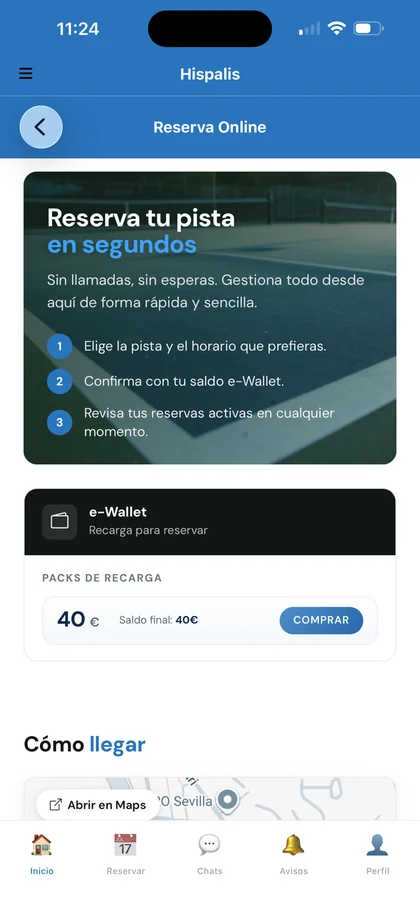 11:24
Hispalis
Reserva Online
Reserva tu pista
en segundos
Sin llamadas, sin esperas. Gestiona todo desde
aquí de forma rápida y sencilla.
1 Elige la pista y el horario que prefieras.
2 Confirma con tu saldo e-Wallet.
3 Revisa tus reservas activas en cualquier
momento.
e-Wallet
Recarga para reservar
PACKS DE RECARGA
40 € Saldo final: 40€ COMPRAR
Cómo llegar
Abrir en Maps
Sevilla
17
Inicio Reservar Chats Avisos Perfil